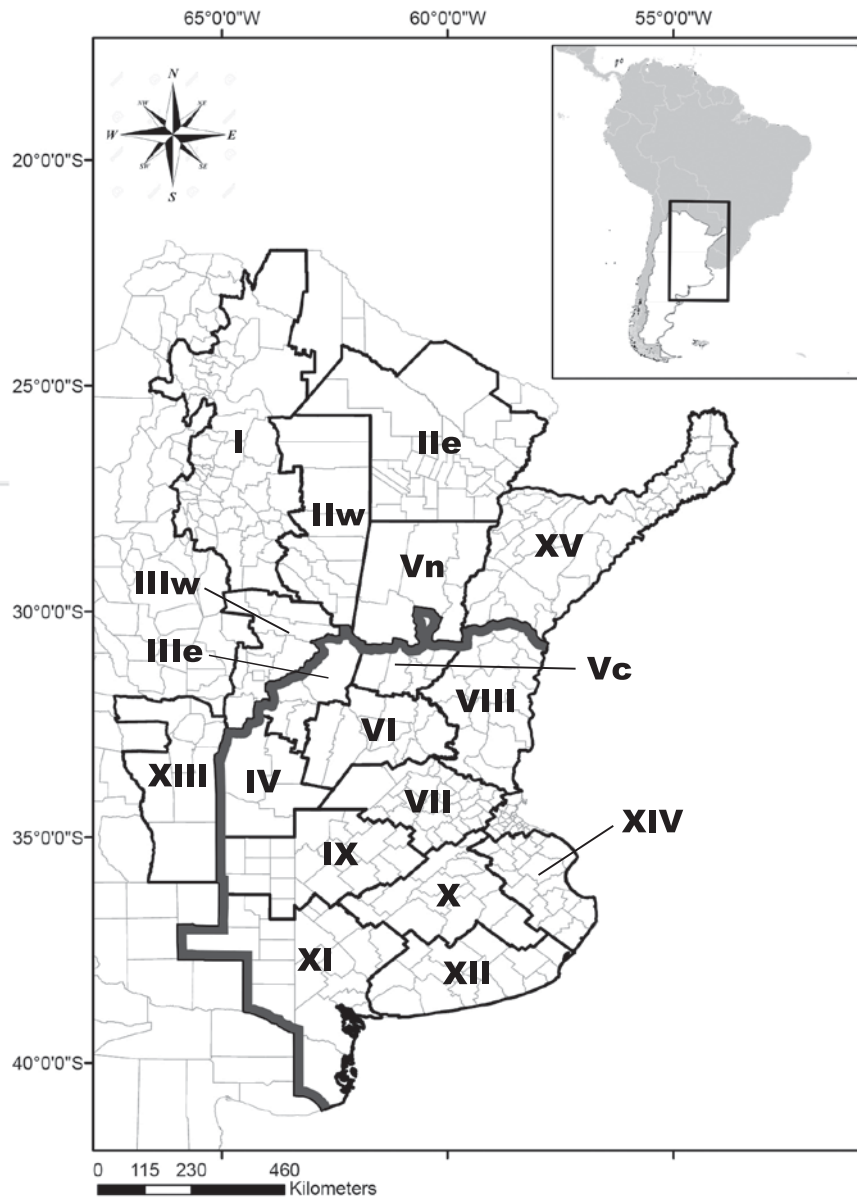 65°0'0"W 60°0'0"W 55°0'0"W
N
NW NE
W E
SW SE
S
20°0'0"S
25°0'0"S
I
IIe
IIw
XV
Vn
IIIw
30°0'0"S
IIIe
Vc
VIII
VI
XIII
IV
VII
XIV
35°0'0"S
IX
X
XI
XII
40°0'0"S
0 115 230 460
Kilometers